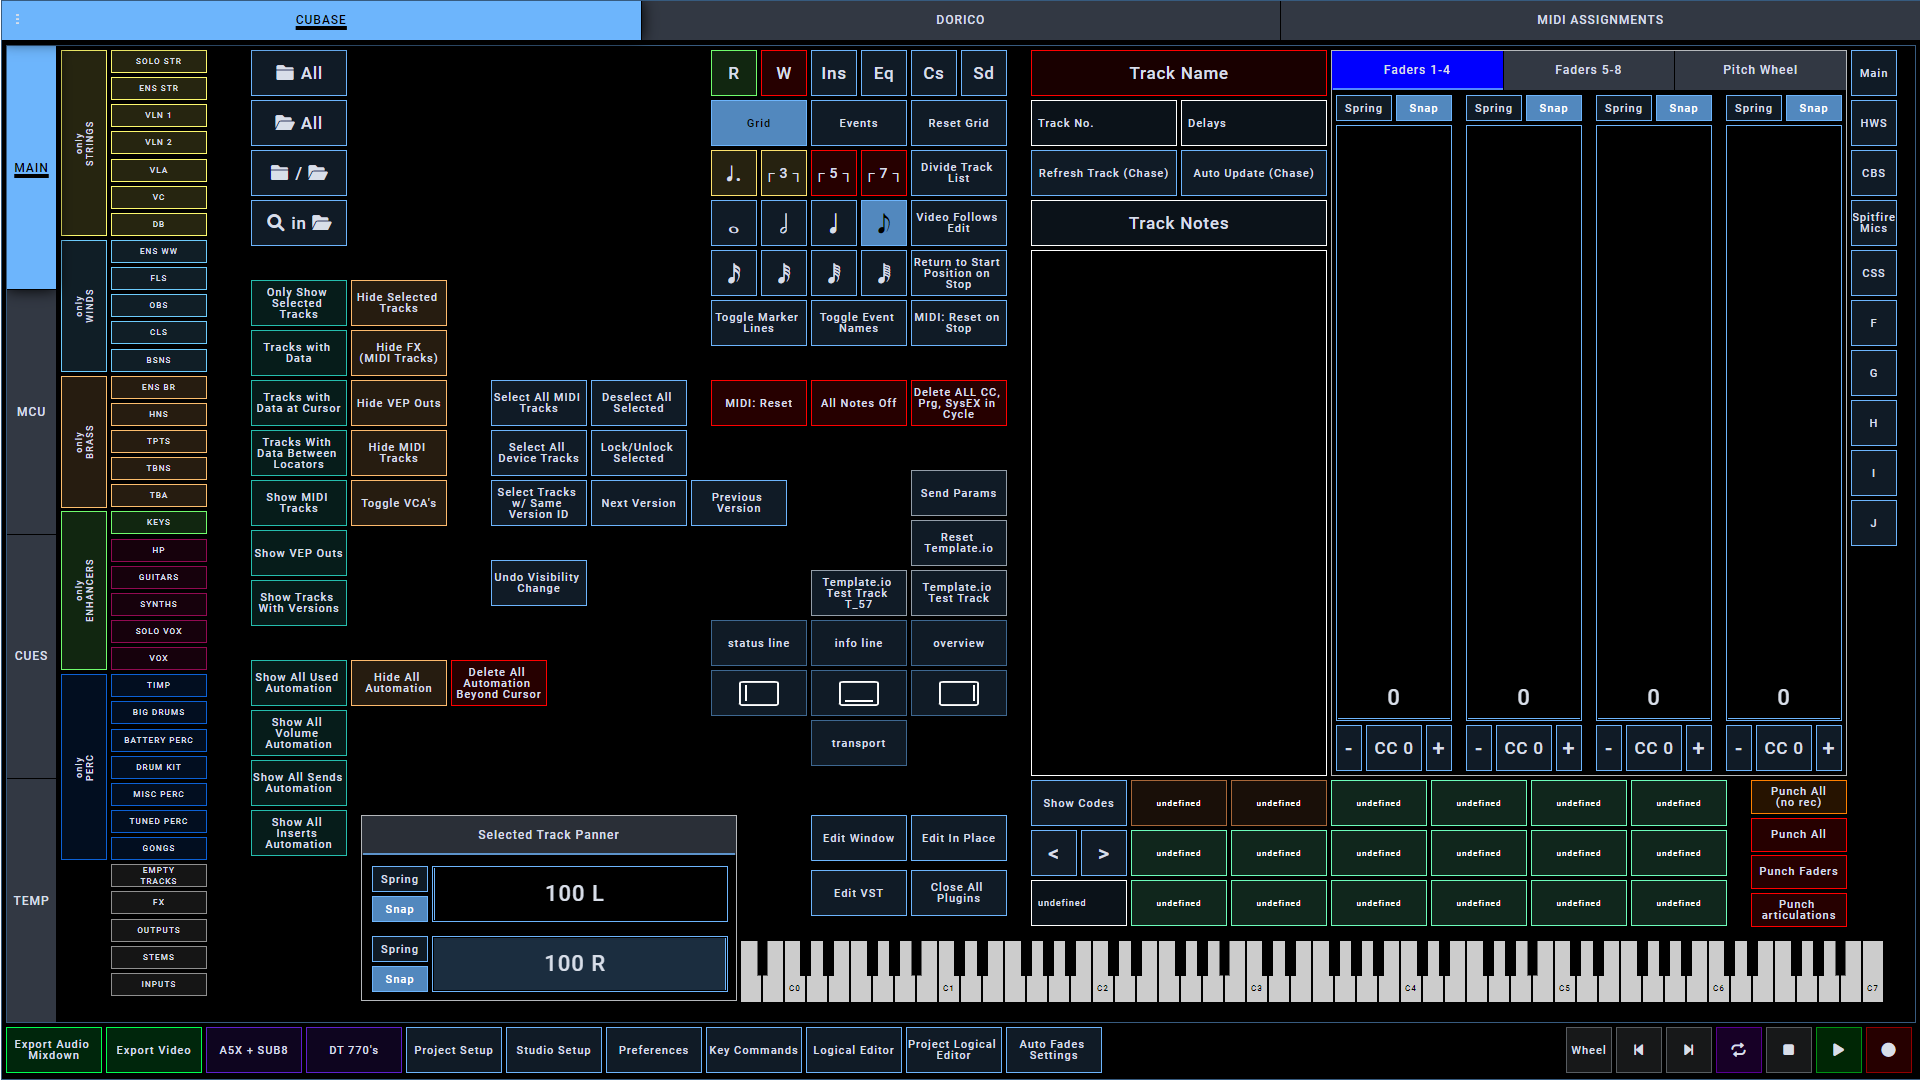 CUBASE
DORICO
MIDI ASSIGNMENTS
MAIN
MCU
CUES
TEMP
only STRINGS
SOLO STR
ENS STR
VLN 1
VLN 2
VLA
VC
DB
only WINDS
ENS WW
FLS
OBS
CLS
BSNS
only BRASS
ENS BR
HNS
TPTS
TBNS
TBA
only ENHANCERS
KEYS
HP
GUITARS
SYNTHS
SOLO VOX
VOX
only PERC
TIMP
BIG DRUMS
BATTERY PERC
DRUM KIT
MISC PERC
TUNED PERC
GONGS
EMPTY
TRACKS
FX
OUTPUTS
STEMS
INPUTS
All
All
/
in
Only Show
Selected
Tracks
Hide Selected
Tracks
Tracks with
Data
Hide FX
(MIDI Tracks)
Tracks with
Data at Cursor
Hide VEP Outs
Tracks With
Data Between
Locators
Hide MIDI
Tracks
Show MIDI
Tracks
Toggle VCA's
Show VEP Outs
Show Tracks
With Versions
Select All MIDI
Tracks
Deselect All
Selected
Select All
Device Tracks
Lock/Unlock
Selected
Select Tracks
w/ Same
Version ID
Next Version
Previous
Version
Undo Visibility
Change
Show All Used
Automation
Hide All
Automation
Delete All
Automation
Beyond Cursor
Show All
Volume
Automation
Show All Sends
Automation
Show All
Inserts
Automation
Selected Track Panner
Spring
Snap
100 L
Spring
Snap
100 R
R
W
Ins
Eq
Cs
Sd
Grid
Events
Reset Grid
3
5
7
Divide Track
List
Video Follows
Edit
Return to Start
Position on
Stop
Toggle Marker
Lines
Toggle Event
Names
MIDI: Reset on
Stop
MIDI: Reset
All Notes Off
Delete ALL CC,
Prg, SysEX in
Cycle
Send Params
Reset
Template.io
Template.io
Test Track
T_57
Template.io
Test Track
status line
info line
overview
transport
Edit Window
Edit In Place
Edit VST
Close All
Plugins
Track Name
Track No.
Delays
Refresh Track (Chase)
Auto Update (Chase)
Track Notes
Faders 1-4
Faders 5-8
Pitch Wheel
Spring
Snap
Spring
Snap
Spring
Snap
Spring
Snap
0
0
0
0
-
CC 0
+
-
CC 0
+
-
CC 0
+
-
CC 0
+
Main
HWS
CBS
Spitfire
Mics
CSS
F
G
H
I
J
Show Codes
undefined
undefined
undefined
undefined
undefined
undefined
<
>
undefined
undefined
undefined
undefined
undefined
undefined
undefined
undefined
undefined
undefined
undefined
undefined
undefined
Punch All
(no rec)
Punch All
Punch Faders
Punch
articulations
C0
C1
C2
C3
C4
C5
C6
C7
Export Audio
Mixdown
Export Video
A5X + SUB8
DT 770's
Project Setup
Studio Setup
Preferences
Key Commands
Logical Editor
Project Logical
Editor
Auto Fades
Settings
Wheel